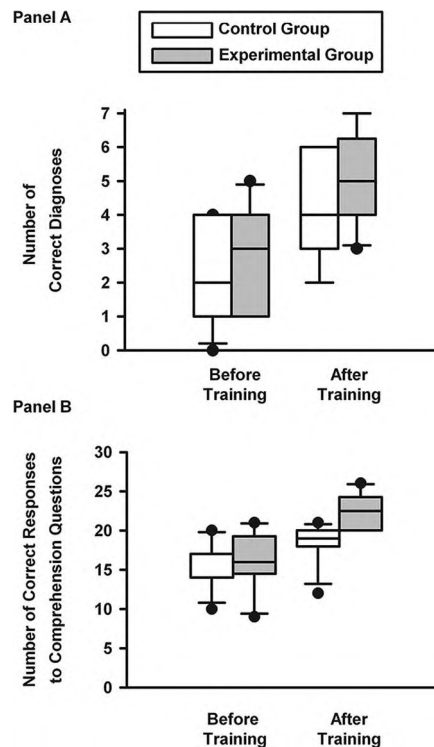 Panel A
Control Group
Experimental Group
Number of
Correct Diagnoses
7
6
5
4
3
2
1
0
Before
Training
After
Training
Panel B
Number of Correct Responses
to Comprehension Questions
30
25
20
15
10
5
0
Before
Training
After
Training